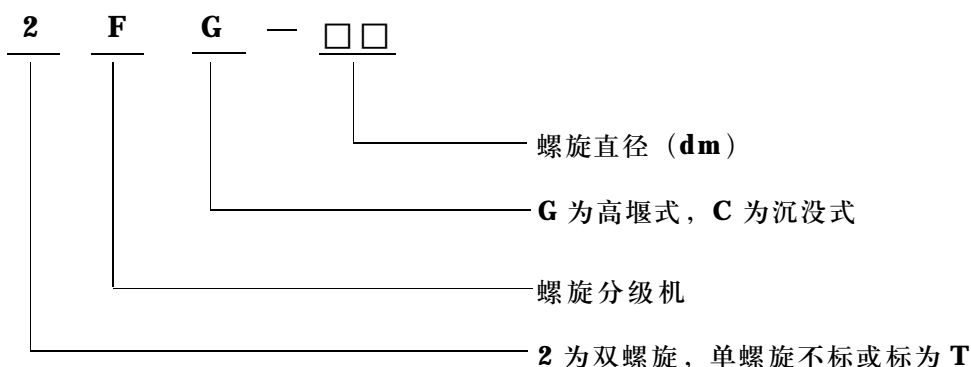 2 F G — □□
螺旋直径（dm）
G 为高堰式，C 为沉没式
螺旋分级机
2 为双螺旋，单螺旋不标或标为 T